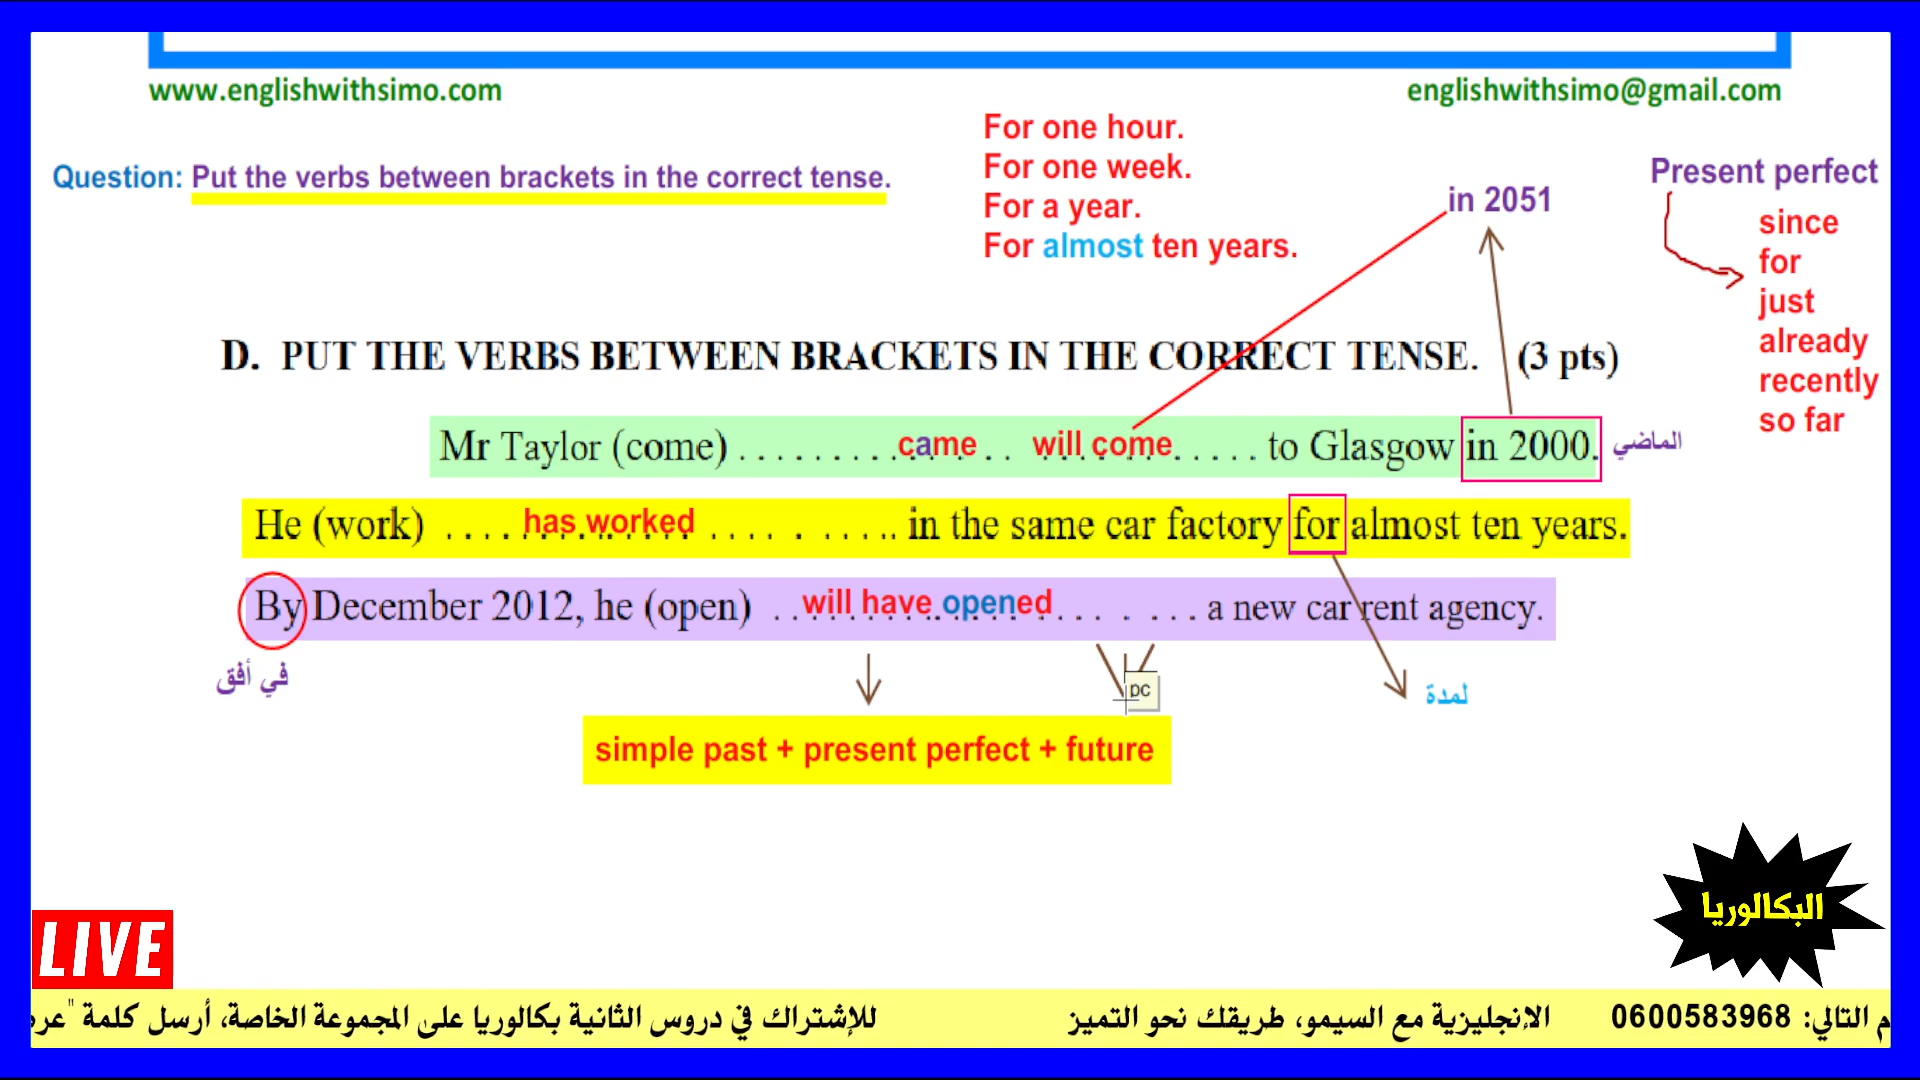 www.englishwithsimo.com
englishwithsimo@gmail.com
For one hour.
For one week.
For a year.
For almost ten years.
Question: Put the verbs between brackets in the correct tense.
in 2051
Present perfect
since
for
just
already
recently
so far
D. PUT THE VERBS BETWEEN BRACKETS IN THE CORRECT TENSE. (3 pts)
Mr Taylor (come) ......... came .. will come ..... to Glasgow in 2000. الماضي
He (work) .... has worked .... . ..... in the same car factory for almost ten years.
By December 2012, he (open) .. will have opened ... . ... a new car rent agency.
في أفق
pc
لمدة
simple past + present perfect + future
البكالوريا
LIVE
م التالي: 0600583968
الانجليزية مع السيمو، طريقك نحو التميز
للإشتراك في دروس الثانية بكالوريا على المجموعة الخاصة، أرسل كلمة "عرض